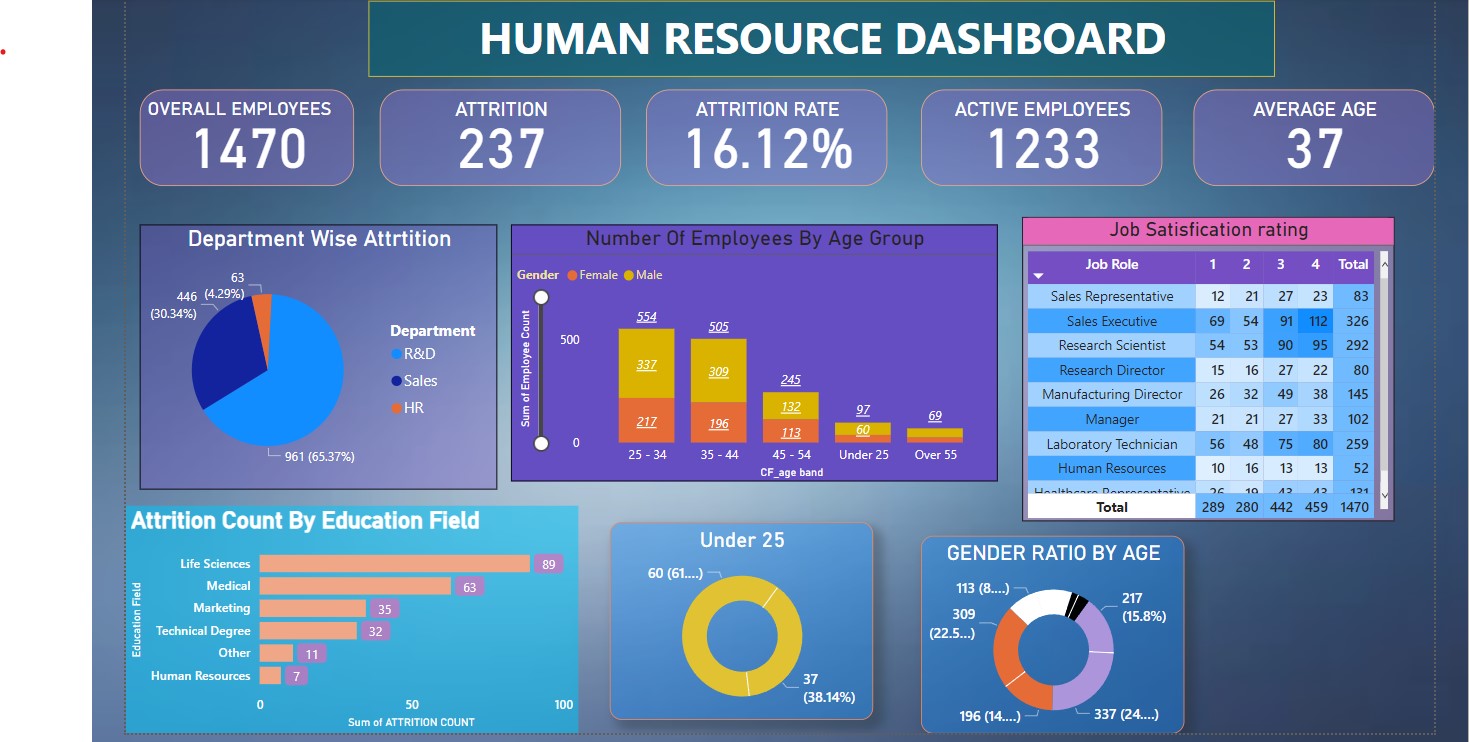 HUMAN RESOURCE DASHBOARD
OVERALL EMPLOYEES
1470
ATTRITION
237
ATTRITION RATE
16.12%
ACTIVE EMPLOYEES
1233
AVERAGE AGE
37
Department Wise Attrtition
63
(4.29%)
446
(30.34%)
961 (65.37%)
Department
R&D
Sales
HR
Number Of Employees By Age Group
Gender Female Male
Sum of Employee Count
500
0
554
337
217
505
309
196
245
132
113
97
60
69
25 - 34 35 - 44 45 - 54 Under 25 Over 55
CF_age band
Job Satisfication rating
Job Role 1 2 3 4 Total
Sales Representative 12 21 27 23 83
Sales Executive 69 54 91 112 326
Research Scientist 54 53 90 95 292
Research Director 15 16 27 22 80
Manufacturing Director 26 32 49 38 145
Manager 21 21 27 33 102
Laboratory Technician 56 48 75 80 259
Human Resources 10 16 13 13 52
Healthcare Representative 26 19 43 43 131
Total 289 280 442 459 1470
Attrition Count By Education Field
Education Field
Life Sciences 89
Medical 63
Marketing 35
Technical Degree 32
Other 11
Human Resources 7
0 50 100
Sum of ATTRITION COUNT
Under 25
60 (61....)
37
(38.14%)
GENDER RATIO BY AGE
113 (8....)
217
(15.8%)
309
(22.5...)
196 (14....)
337 (24....)